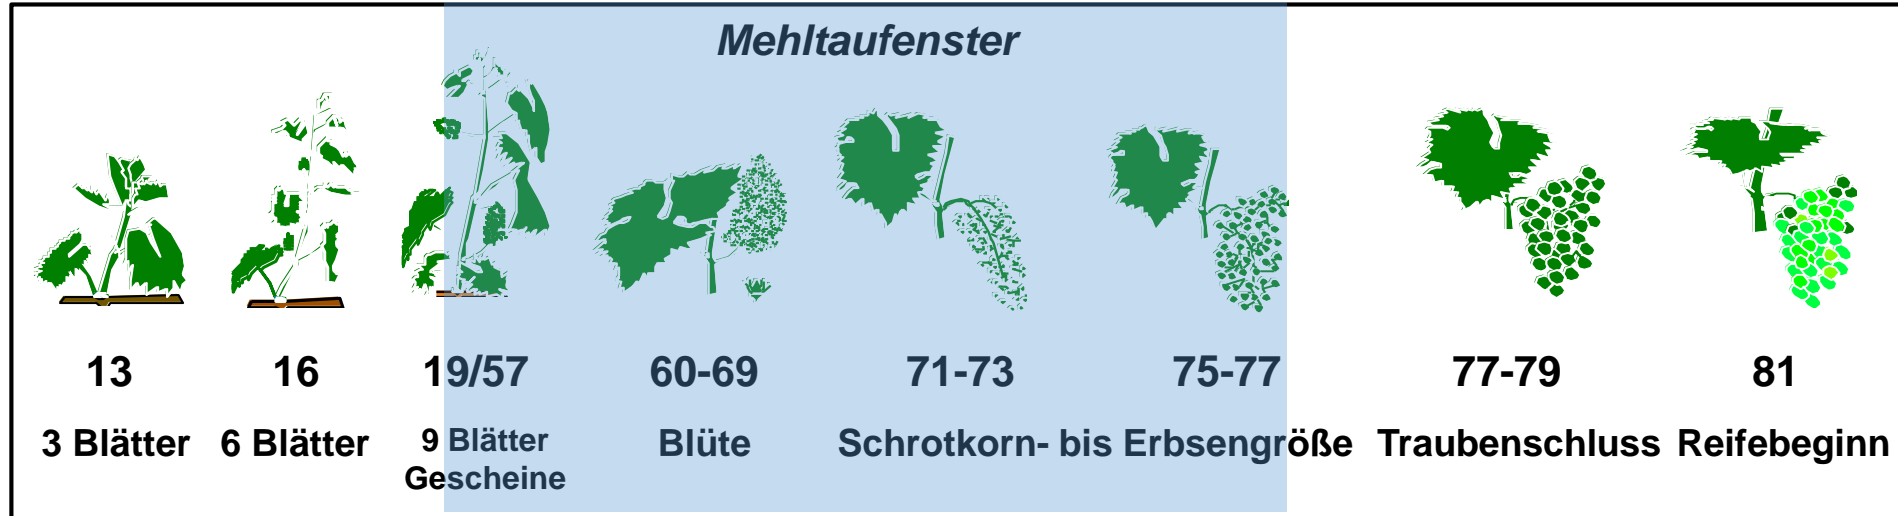 Mehltaufenster
13 16 19/57 60-69 71-73 75-77 77-79 81
3 Blätter 6 Blätter 9 Blätter Blüte Schrotkorn- bis Erbsengröße Traubenschluss Reifebeginn
Gescheine